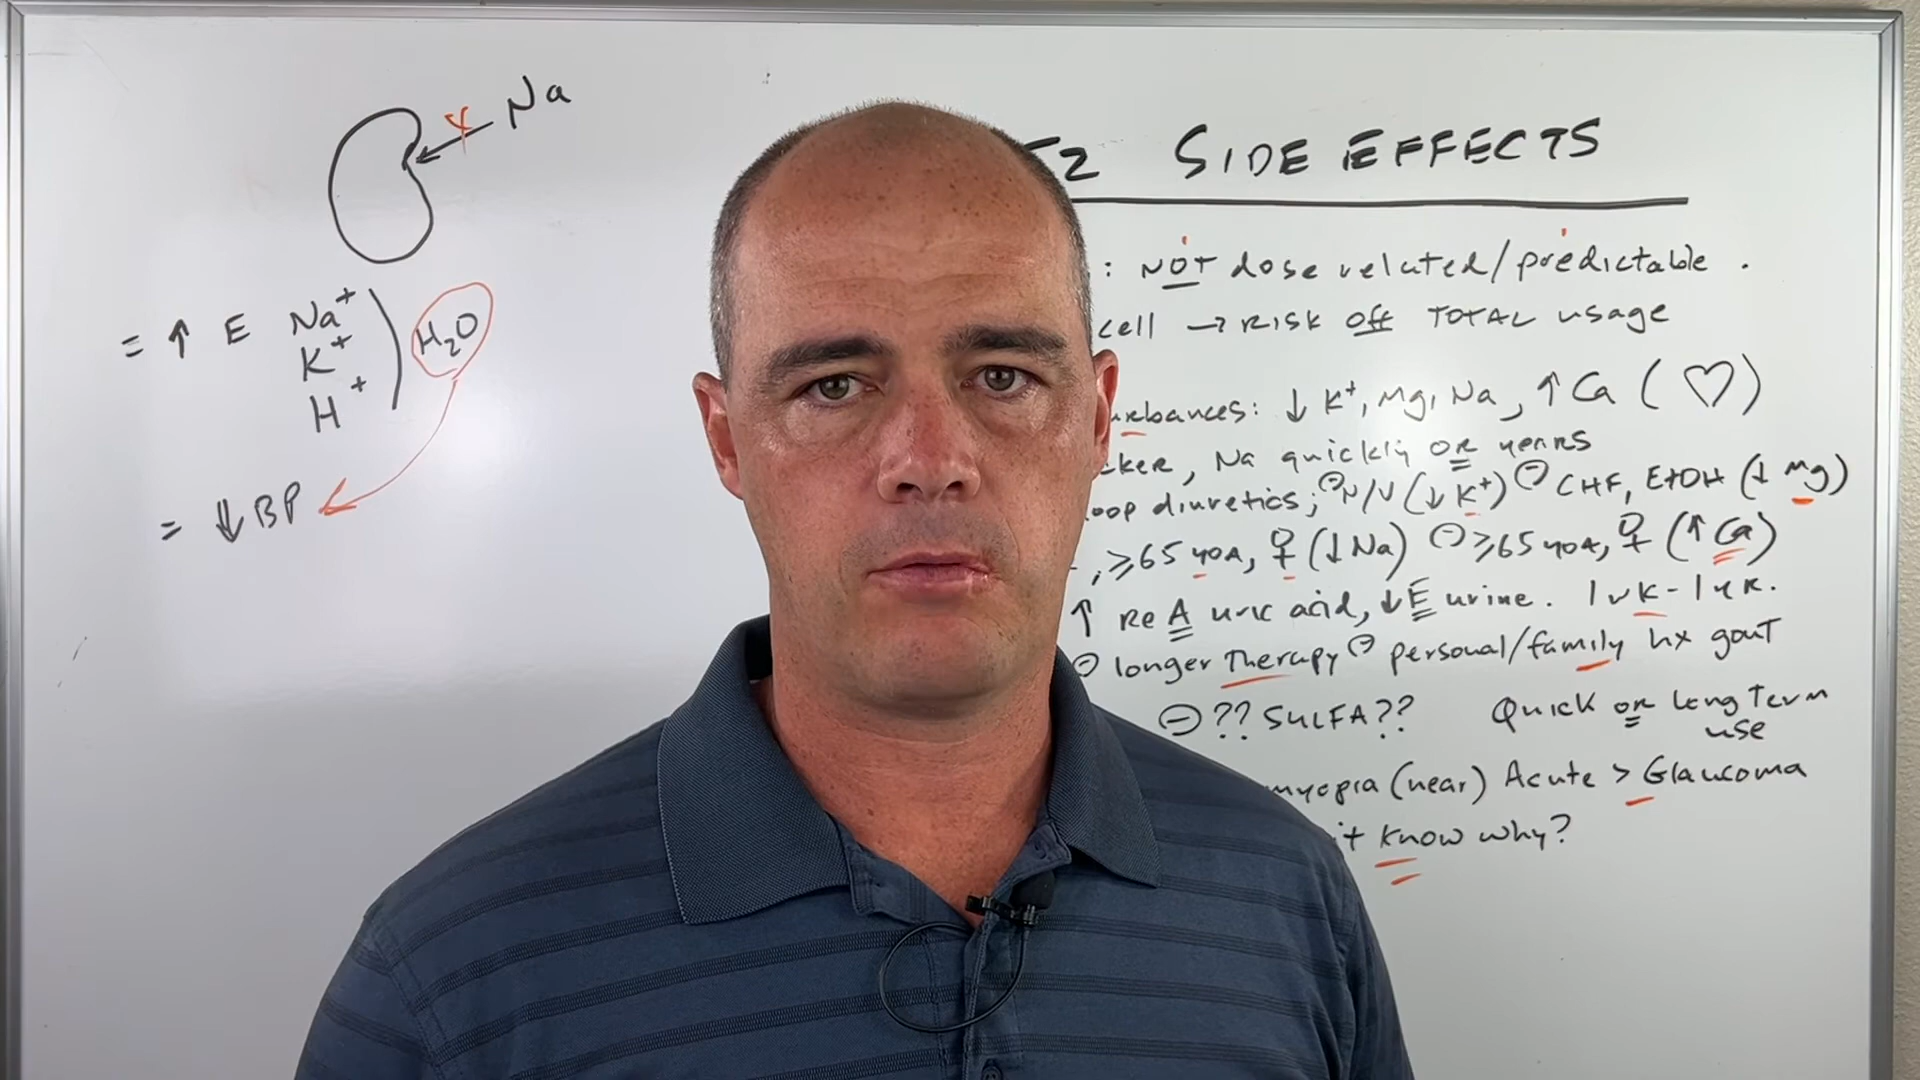 Na
= ↑ E Na+
K+
H+
H2O
= ↓ BP
SIDE EFFECTS
: NOT dose related/predictable.
cell → RISK off TOTAL usage
urbances: ↓ K+, Mg, Na, ↑ Ca (♡)
cker, Na quickly OR years
oop diuretics; ⊖ N/V (↓ K+) ⊖ CHF, EtOH (↓ Mg)
, ≥65 yoA, ♀ (↓ Na) ⊖ ≥65 yoA, ♀ (↑ Ca)
↑ Re A uric acid, ↓ E urine. 1 wk - 1 yr.
⊖ longer therapy ⊖ personal/family hx gout
⊖ ?? SULFA??
Quick or long term
use
myopia (near) Acute > Glaucoma
't know why?